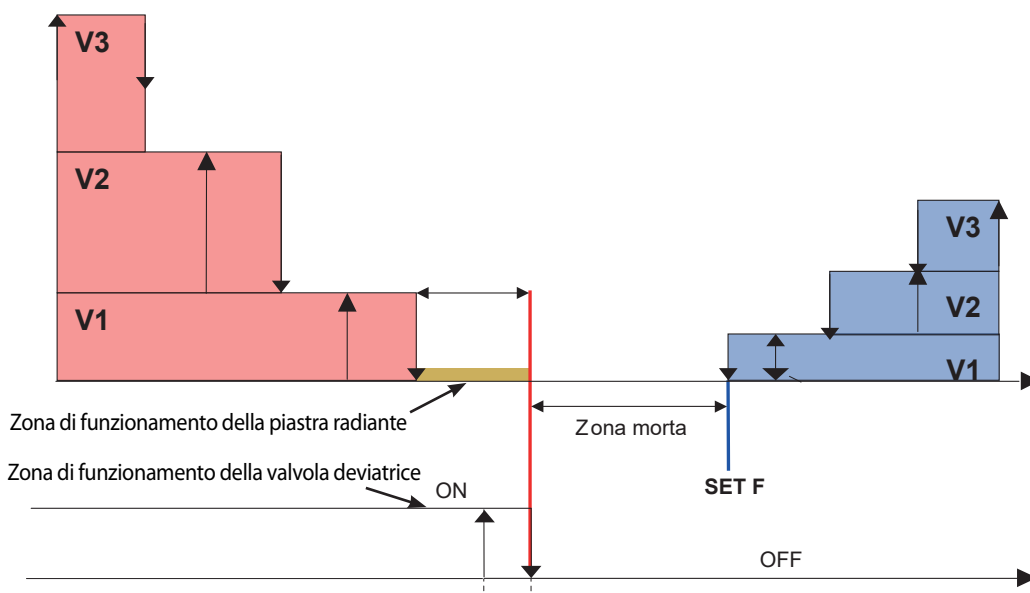 V3
V2
V1
V3
V2
V1
Zona di funzionamento della piastra radiante
Zona morta
Zona di funzionamento della valvola deviatrice
ON
SET F
OFF